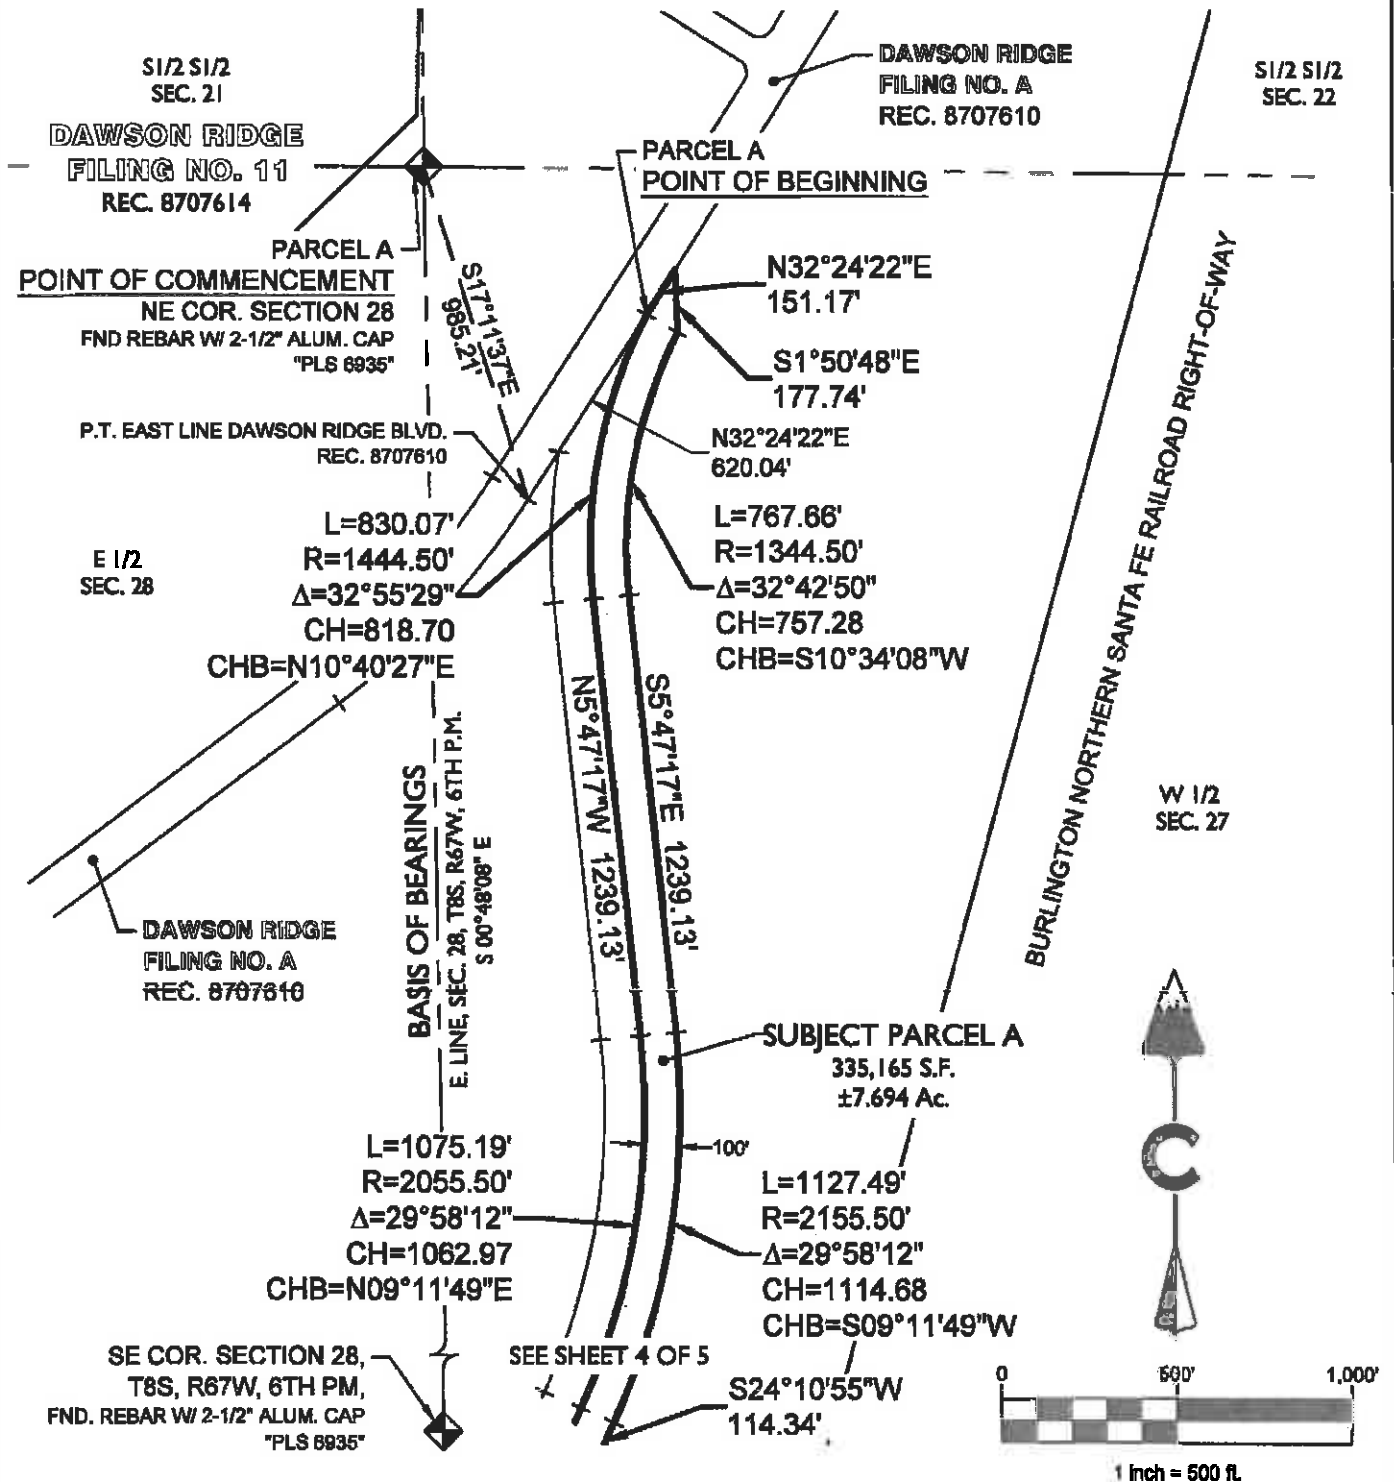 S1/2 S1/2
SEC. 21
DAWSON RIDGE
FILING NO. 11
REC. 8707614
DAWSON RIDGE
FILING NO. A
REC. 8707610
S1/2 S1/2
SEC. 22
PARCEL A
POINT OF BEGINNING
PARCEL A
POINT OF COMMENCEMENT
NE COR. SECTION 28
FND REBAR W/ 2-1/2" ALUM. CAP
"PLS 6935"
S17°11'37"E
985.21'
N32°24'22"E
151.17'
S1°50'48"E
177.74'
P.T. EAST LINE DAWSON RIDGE BLVD.
REC. 8707610
N32°24'22"E
620.04'
BURLINGTON NORTHERN SANTA FE RAILROAD RIGHT-OF-WAY
E 1/2
SEC. 28
L=830.07'
R=1444.50'
Δ=32°55'29"
CH=818.70
CHB=N10°40'27"E
L=767.66'
R=1344.50'
Δ=32°42'50"
CH=757.28
CHB=S10°34'08"W
N5°47'17"W 1239.13'
S5°47'17"E 1239.13'
BASIS OF BEARINGS
E. LINE, SEC. 28, T8S, R67W, 6TH P.M.
S 00°48'08" E
W 1/2
SEC. 27
DAWSON RIDGE
FILING NO. A
REC. 8707610
SUBJECT PARCEL A
335,165 S.F.
±7.694 Ac.
100'
L=1075.19'
R=2055.50'
Δ=29°58'12"
CH=1062.97
CHB=N09°11'49"E
L=1127.49'
R=2155.50'
Δ=29°58'12"
CH=1114.68
CHB=S09°11'49"W
C
SE COR. SECTION 28,
T8S, R67W, 6TH PM,
FND. REBAR W/ 2-1/2" ALUM. CAP
"PLS 6935"
SEE SHEET 4 OF 5
S24°10'55"W
114.34'
0 500' 1,000'
1 inch = 500 ft.